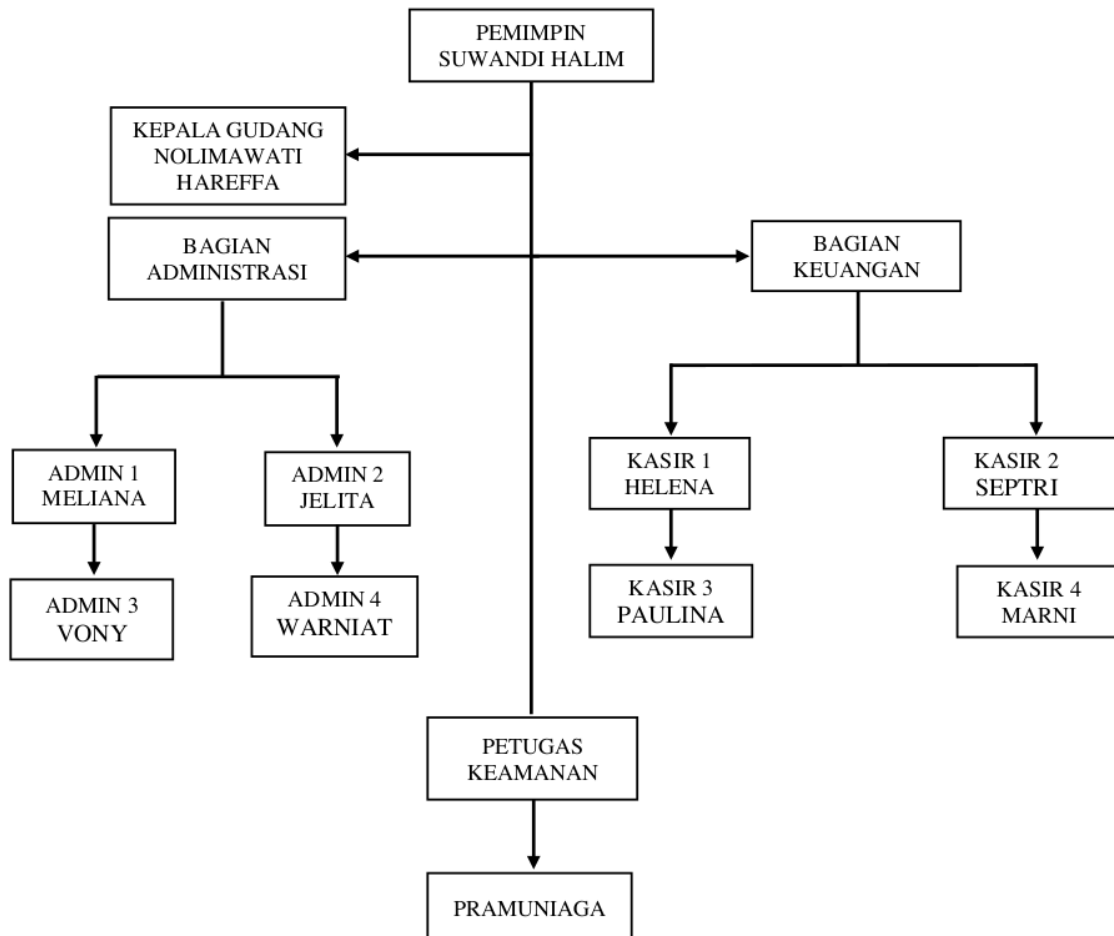 PEMIMPIN
SUWANDI HALIM
KEPALA GUDANG
NOLIMAWATI
HAREFFA
BAGIAN
ADMINISTRASI
BAGIAN
KEUANGAN
ADMIN 1
MELIANA
ADMIN 2
JELITA
KASIR 1
HELENA
KASIR 2
SEPTRI
ADMIN 3
VONY
ADMIN 4
WARNIAT
KASIR 3
PAULINA
KASIR 4
MARNI
PETUGAS
KEAMANAN
PRAMUNIAGA